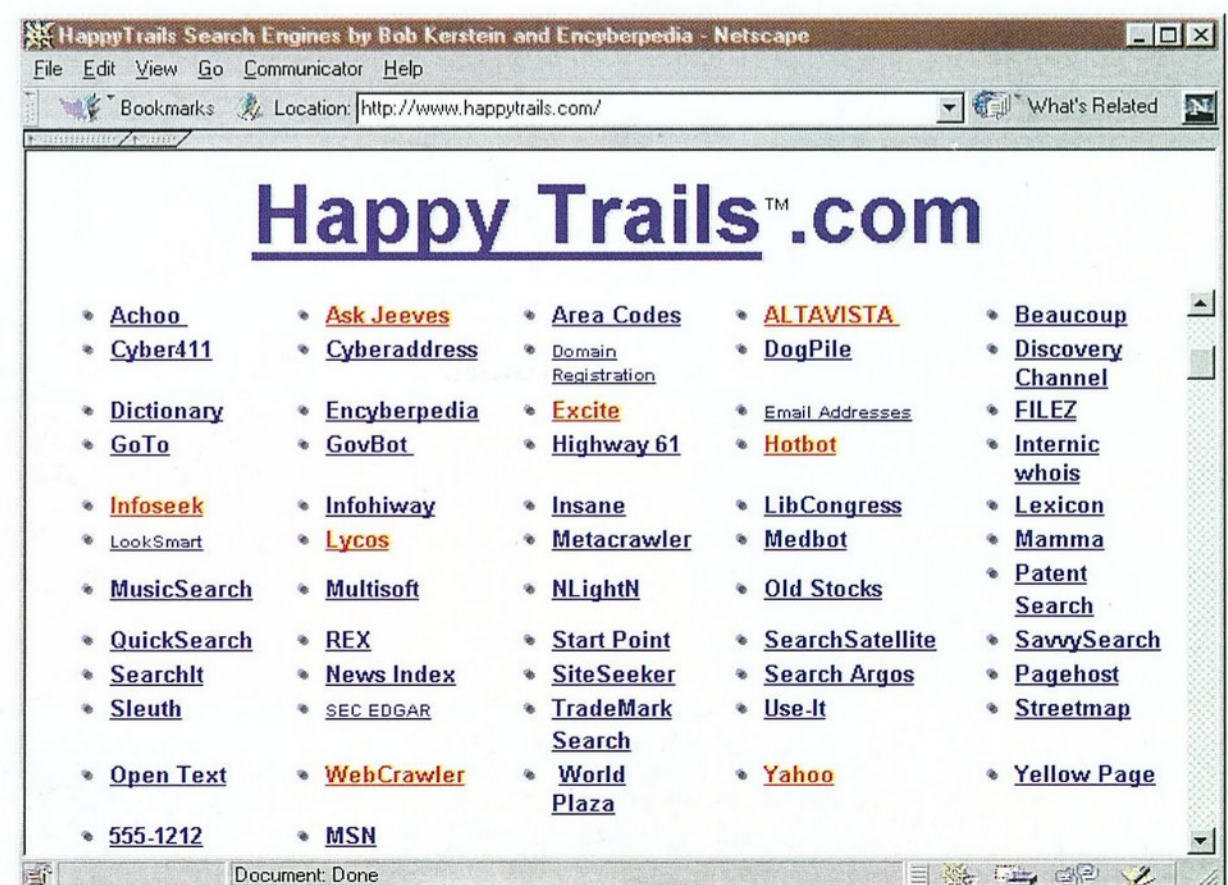 HappyTrails Search Engines by Bob Kerstein and Encyberpedia - Netscape
File Edit View Go Communicator Help
Bookmarks Location: http://www.happytrails.com/ What's Related N
Happy Trails™.com
Achoo Ask Jeeves Area Codes ALTAVISTA Beaucoup
Cyber411 Cyberaddress Domain DogPile Discovery
Registration Channel
Dictionary Encyberpedia Excite Email Addresses FILEZ
GoTo GovBot Highway 61 Hotbot Internic
whois
Infoseek Infohiway Insane LibCongress Lexicon
LookSmart Lycos Metacrawler Medbot Mamma
MusicSearch Multisoft NLightN Old Stocks Patent
Search
QuickSearch REX Start Point SearchSatellite SavvySearch
SearchIt News Index SiteSeeker Search Argos Pagehost
Sleuth SEC EDGAR TradeMark Use-It Streetmap
Search
Open Text WebCrawler World Yahoo Yellow Page
Plaza
555-1212 MSN
Document: Done